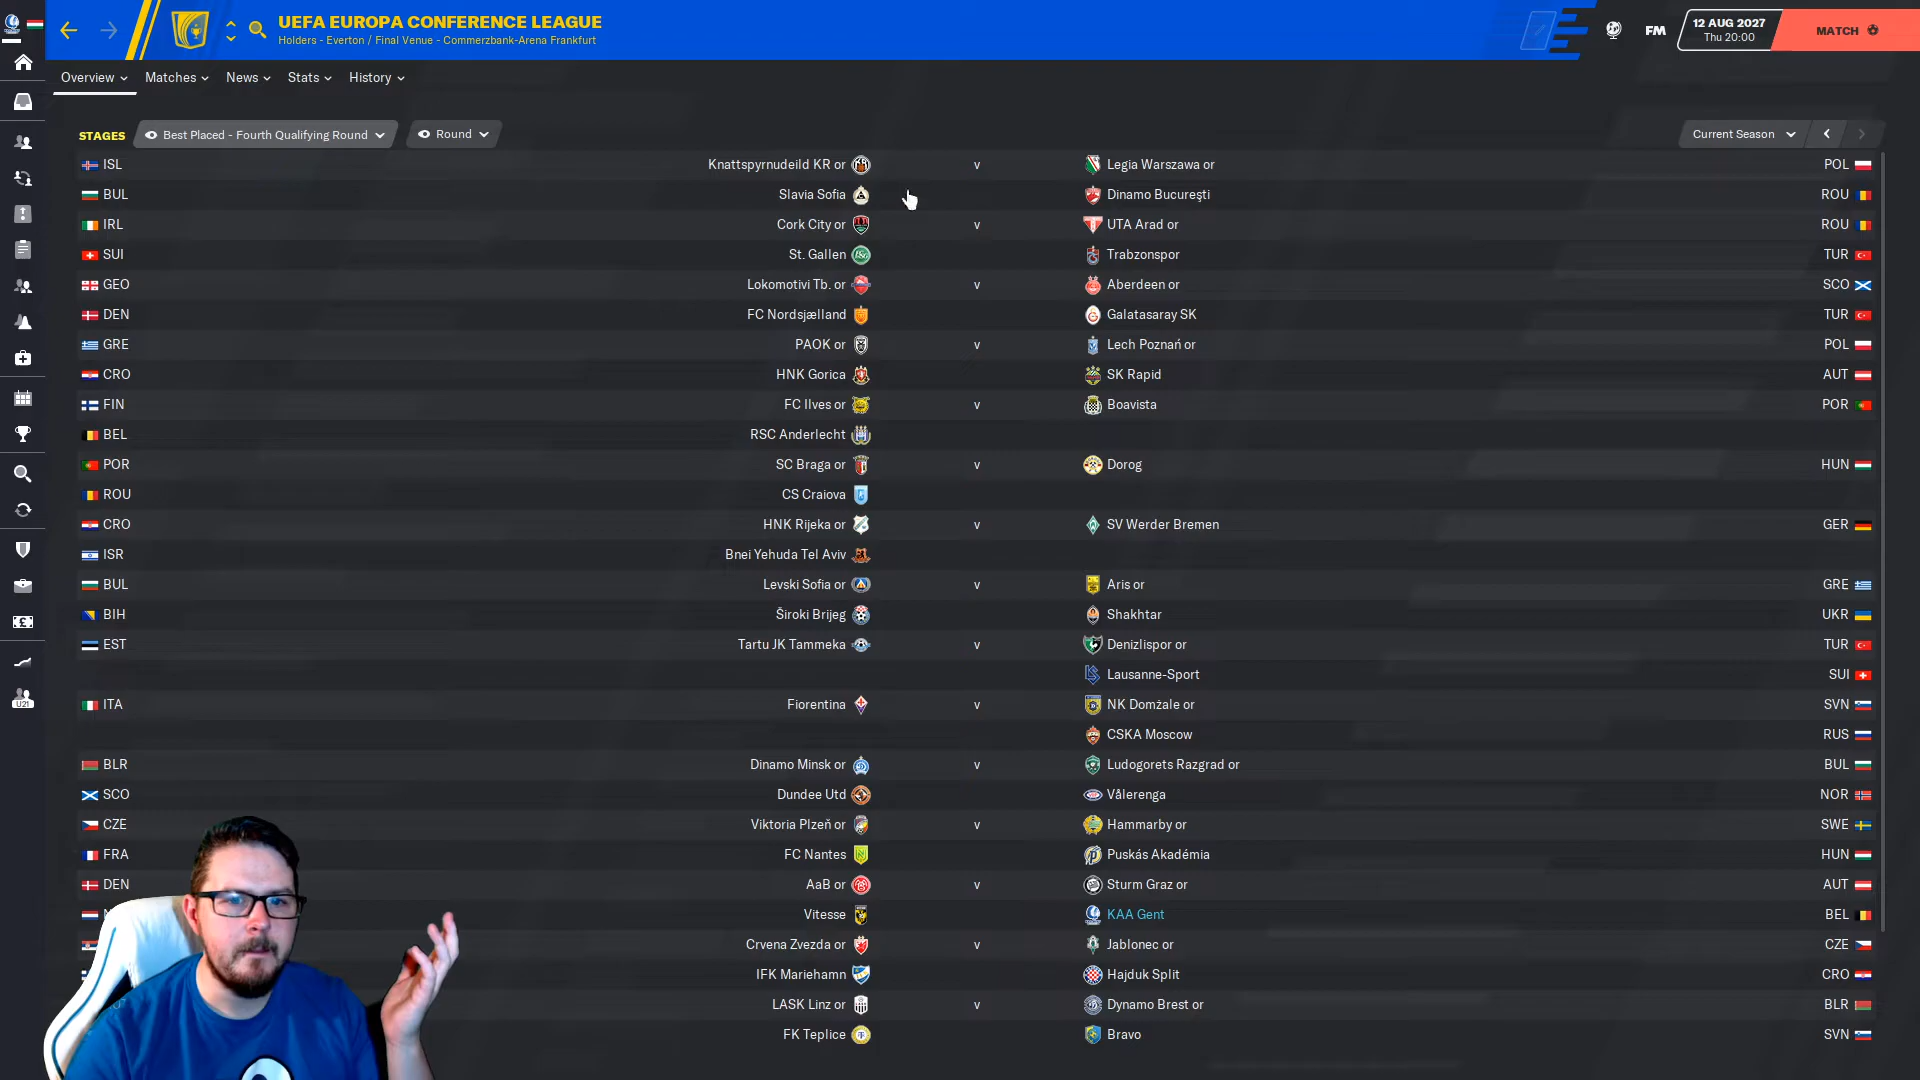 UEFA EUROPA CONFERENCE LEAGUE
Holders - Everton / Final Venue - Commerzbank-Arena Frankfurt
FM
12 AUG 2027
Thu 20:00
MATCH
Overview Matches News Stats History
STAGES Best Placed - Fourth Qualifying Round Round Current Season
ISL Knattspyrnudeild KR or v Legia Warszawa or POL
BUL Slavia Sofia Dinamo Bucureşti ROU
IRL Cork City or v UTA Arad or ROU
SUI St. Gallen Trabzonspor TUR
GEO Lokomotivi Tb. or v Aberdeen or SCO
DEN FC Nordsjælland Galatasaray SK TUR
GRE PAOK or v Lech Poznań or POL
CRO HNK Gorica SK Rapid AUT
FIN FC Ilves or v Boavista POR
BEL RSC Anderlecht
POR SC Braga or v Dorog HUN
ROU CS Craiova
CRO HNK Rijeka or v SV Werder Bremen GER
ISR Bnei Yehuda Tel Aviv
BUL Levski Sofia or v Aris or GRE
BIH Široki Brijeg Shakhtar UKR
EST Tartu JK Tammeka v Denizlispor or TUR
Lausanne-Sport SUI
ITA Fiorentina v NK Domžale or SVN
CSKA Moscow RUS
BLR Dinamo Minsk or v Ludogorets Razgrad or BUL
SCO Dundee Utd Vålerenga NOR
CZE Viktoria Plzeň or v Hammarby or SWE
FRA FC Nantes Puskás Akadémia HUN
DEN AaB or v Sturm Graz or AUT
Vitesse KAA Gent BEL
Crvena Zvezda or v Jablonec or CZE
IFK Mariehamn Hajduk Split CRO
LASK Linz or v Dynamo Brest or BLR
FK Teplice Bravo SVN
U21